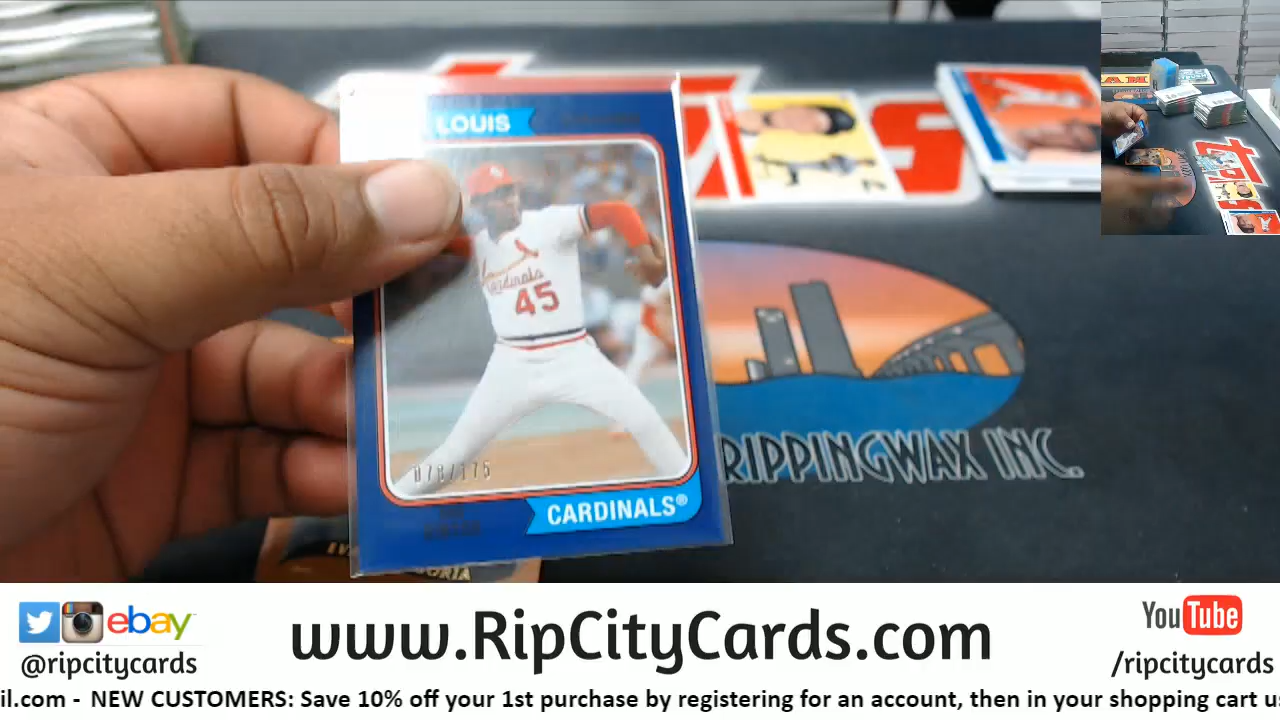 LOUIS
Cardinals
45
CARDINALS®
RIPPINGWAX INC.
ebay
@ripcitycards
www.RipCityCards.com
YouTube
/ripcitycards
il.com - NEW CUSTOMERS: Save 10% off your 1st purchase by registering for an account, then in your shopping cart u